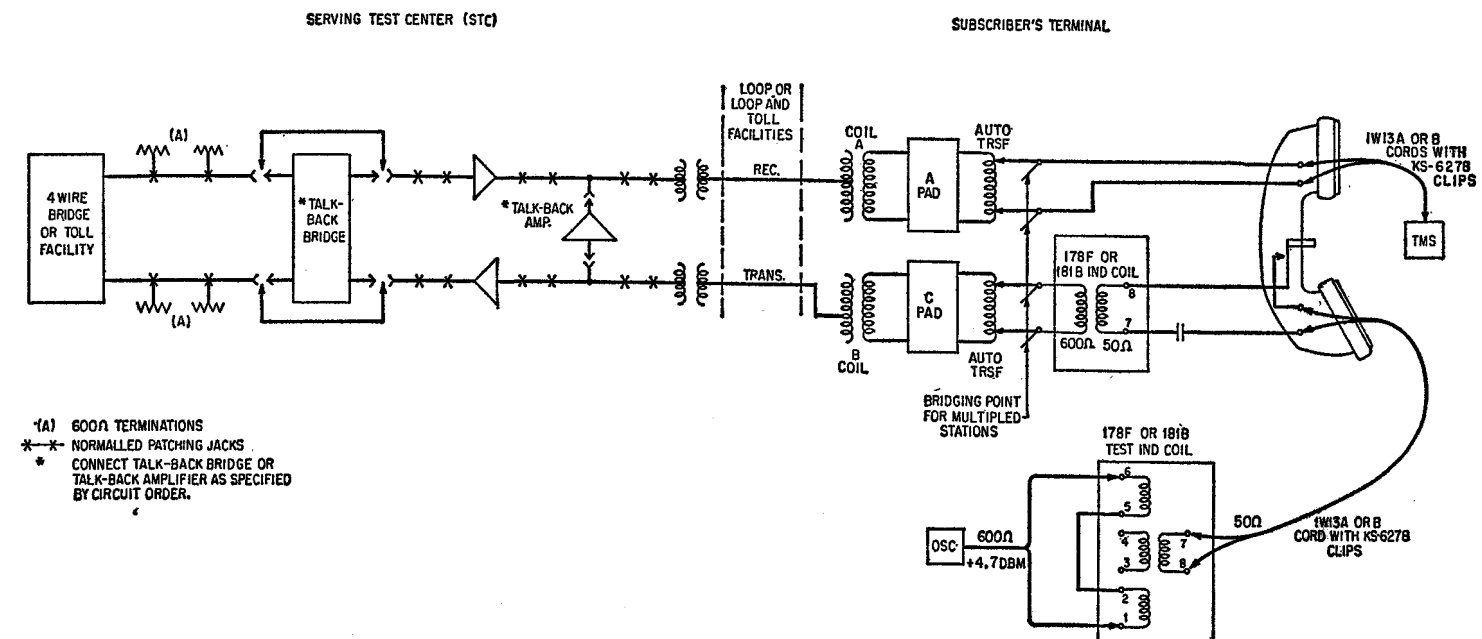 SERVING TEST CENTER (STC)
SUBSCRIBER'S TERMINAL
(A)
4 WIRE
BRIDGE
OR TOLL
FACILITY
(A)
* TALK-
BACK
BRIDGE
* TALK-BACK
AMP.
LOOP OR
LOOP AND
TOLL
FACILITIES
REC.
TRANS.
COIL
A
A
PAD
AUTO
TRSF
B
COIL
C
PAD
AUTO
TRSF
BRIDGING POINT
FOR MULTIPLED
STATIONS
178F OR
181B IND COIL
8
7
600Ω
50Ω
1W13A OR B
CORDS WITH
KS-6278
CLIPS
TMS
(A) 600Ω TERMINATIONS
X—X NORMALLED PATCHING JACKS
* CONNECT TALK-BACK BRIDGE OR
TALK-BACK AMPLIFIER AS SPECIFIED
BY CIRCUIT ORDER.
178F OR 181B
TEST IND COIL
6
5
4
3
2
1
7
8
OSC
600Ω
+4.7DBM
50Ω
1W13A OR B
CORD WITH KS-6278
CLIPS